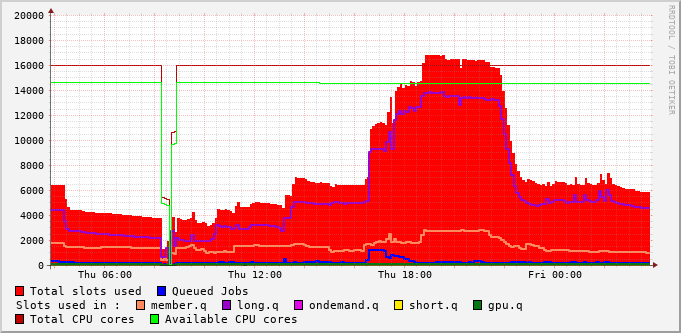 RRDTOOL / TOBI OETIKER
20000
18000
16000
14000
12000
10000
8000
6000
4000
2000
0
Thu 06:00 Thu 12:00 Thu 18:00 Fri 00:00
Total slots used Queued Jobs
Slots used in : member.q long.q ondemand.q short.q gpu.q
Total CPU cores Available CPU cores